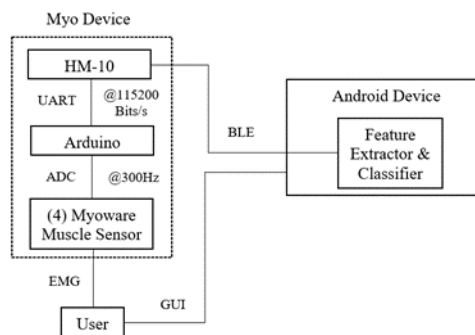 Myo Device
HM-10
UART
@115200
Bits/s
Arduino
ADC
@300Hz
(4) Myoware
Muscle Sensor
EMG
User
GUI
BLE
Android Device
Feature
Extractor &
Classifier